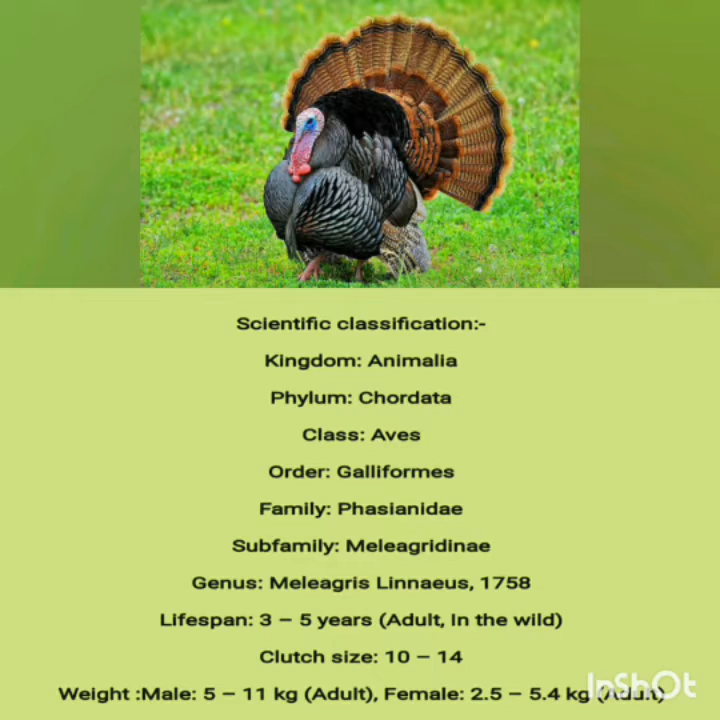 Scientific classification:-
Kingdom: Animalia
Phylum: Chordata
Class: Aves
Order: Galliformes
Family: Phasianidae
Subfamily: Meleagridinae
Genus: Meleagris Linnaeus, 1758
Lifespan: 3 – 5 years (Adult, In the wild)
Clutch size: 10 – 14
Weight :Male: 5 – 11 kg (Adult), Female: 2.5 – 5.4 kg (Adult)
InShOt